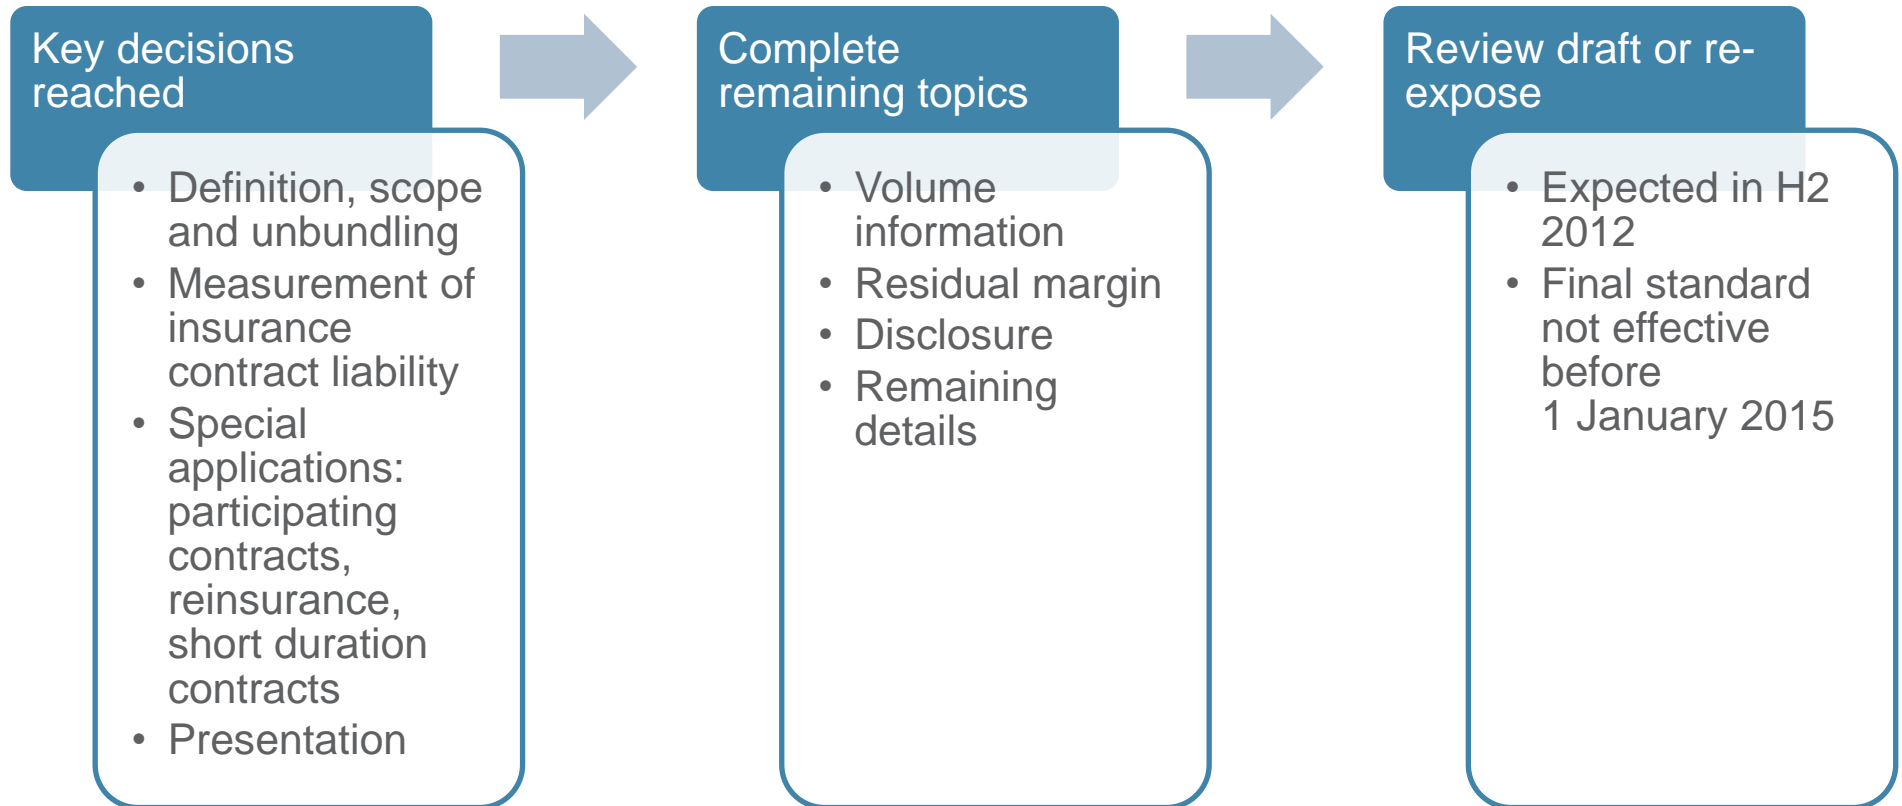 Key decisions
reached
• Definition, scope
and unbundling
• Measurement of
insurance
contract liability
• Special
applications:
participating
contracts,
reinsurance,
short duration
contracts
• Presentation
Complete
remaining topics
• Volume
information
• Residual margin
• Disclosure
• Remaining
details
Review draft or re-
expose
• Expected in H2
2012
• Final standard
not effective
before
1 January 2015